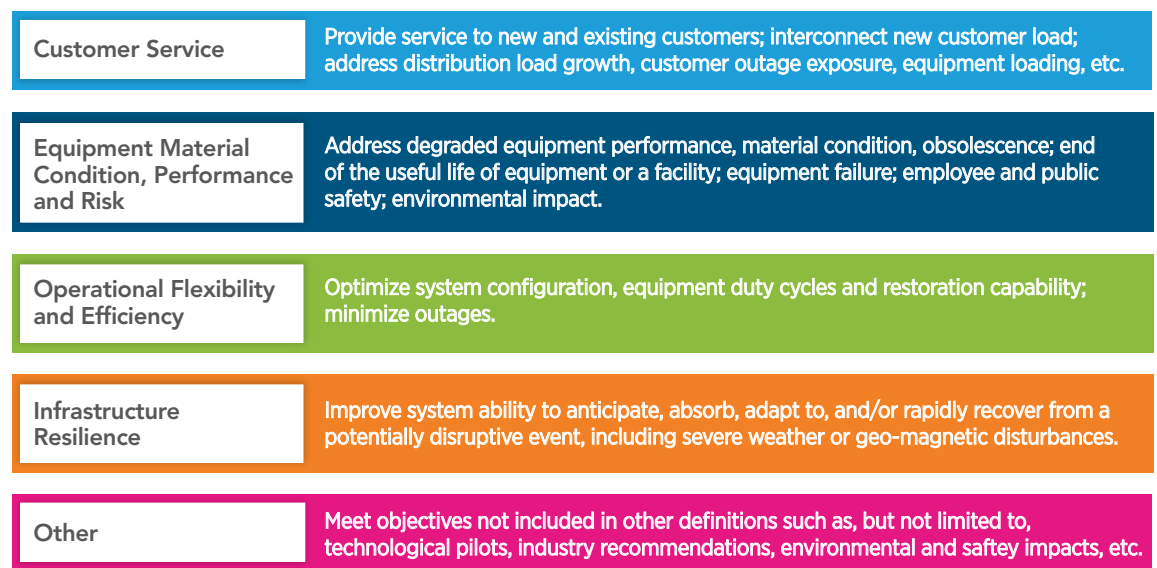 Customer Service
Provide service to new and existing customers; interconnect new customer load;
address distribution load growth, customer outage exposure, equipment loading, etc.
Equipment Material
Condition, Performance
and Risk
Address degraded equipment performance, material condition, obsolescence; end
of the useful life of equipment or a facility; equipment failure; employee and public
safety; environmental impact.
Operational Flexibility
and Efficiency
Optimize system configuration, equipment duty cycles and restoration capability;
minimize outages.
Infrastructure
Resilience
Improve system ability to anticipate, absorb, adapt to, and/or rapidly recover from a
potentially disruptive event, including severe weather or geo-magnetic disturbances.
Other
Meet objectives not included in other definitions such as, but not limited to,
technological pilots, industry recommendations, environmental and saftey impacts, etc.